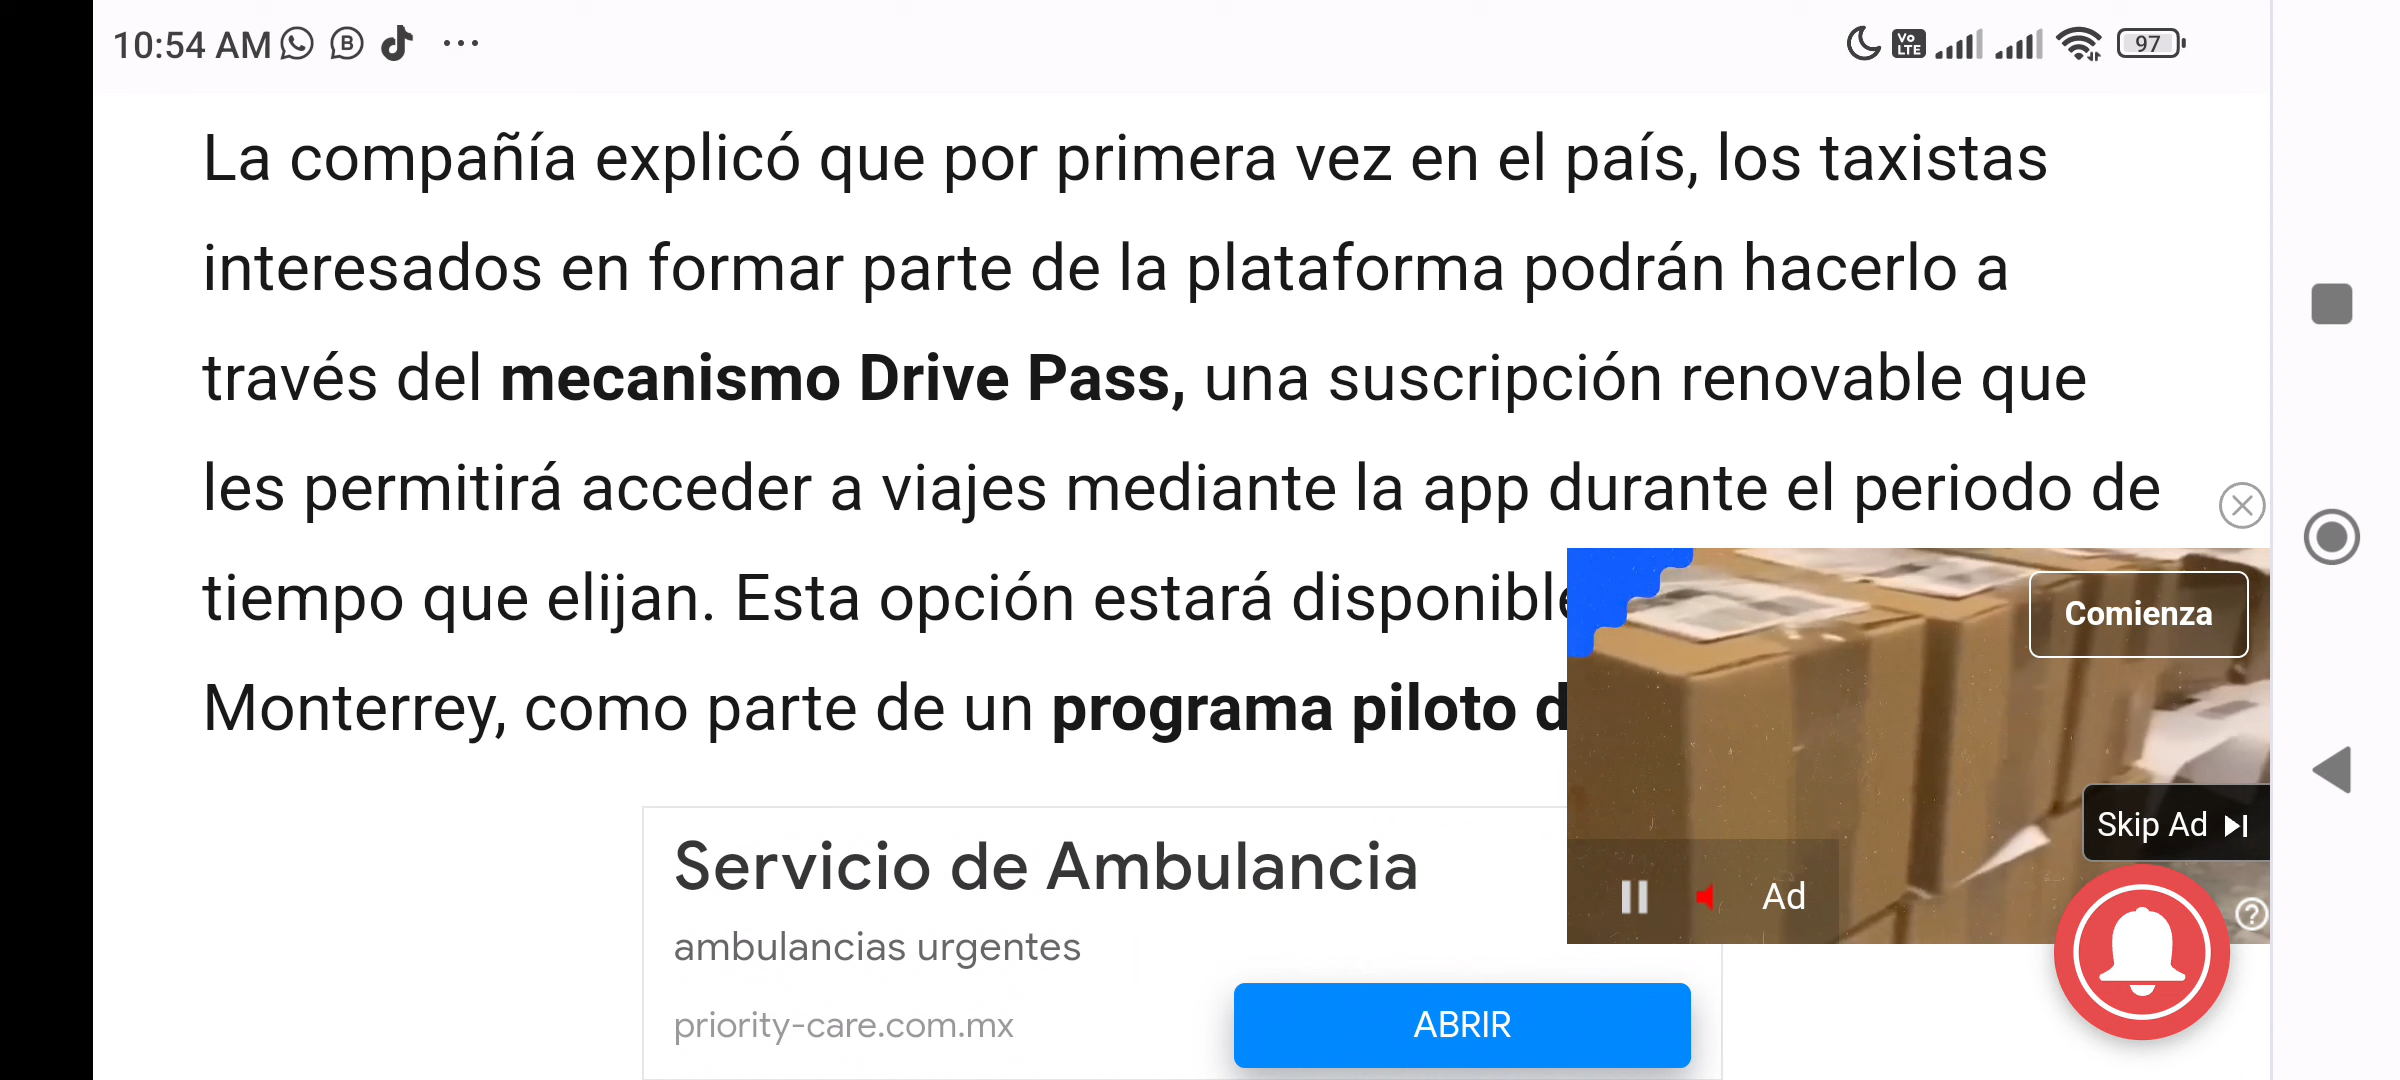 10:54 AM
Vo LTE
97
La compañía explicó que por primera vez en el país, los taxistas
interesados en formar parte de la plataforma podrán hacerlo a
través del mecanismo Drive Pass, una suscripción renovable que
les permitirá acceder a viajes mediante la app durante el periodo de
tiempo que elijan. Esta opción estará disponible
Monterrey, como parte de un programa piloto d
Comienza
Skip Ad
Ad
Servicio de Ambulancia
ambulancias urgentes
priority-care.com.mx
ABRIR